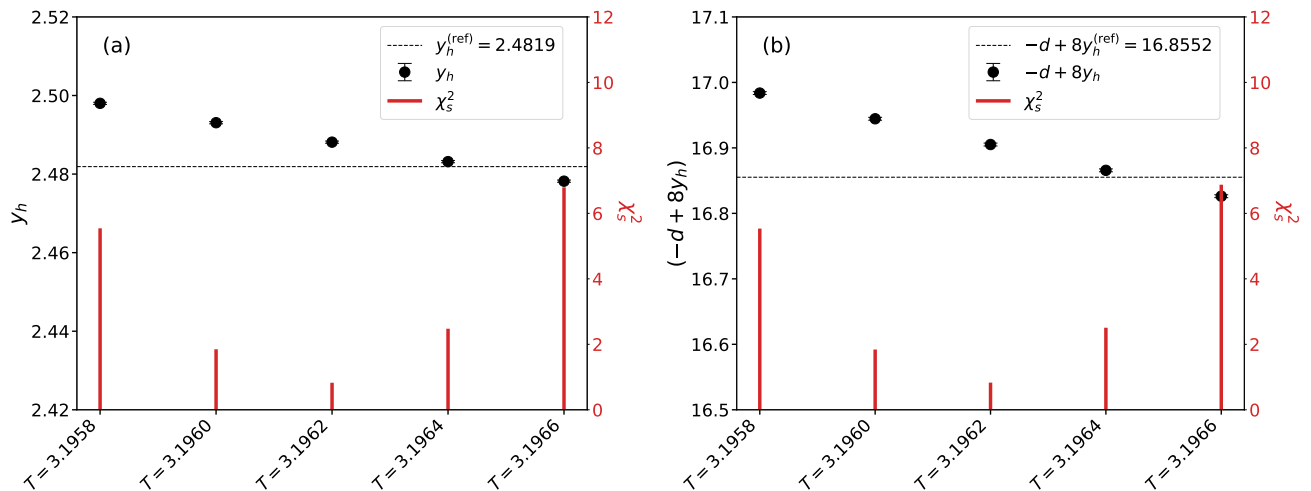 (a)
y_h^{(ref)} = 2.4819
y_h
χ_s^2
2.52
2.50
2.48
2.46
2.44
2.42
y_h
12
10
8
6
4
2
0
χ_s^2
T = 3.1958
T = 3.1960
T = 3.1962
T = 3.1964
T = 3.1966
(b)
−d + 8y_h^{(ref)} = 16.8552
−d + 8y_h
χ_s^2
17.1
17.0
16.9
16.8
16.7
16.6
16.5
(−d + 8y_h)
12
10
8
6
4
2
0
χ_s^2
T = 3.1958
T = 3.1960
T = 3.1962
T = 3.1964
T = 3.1966